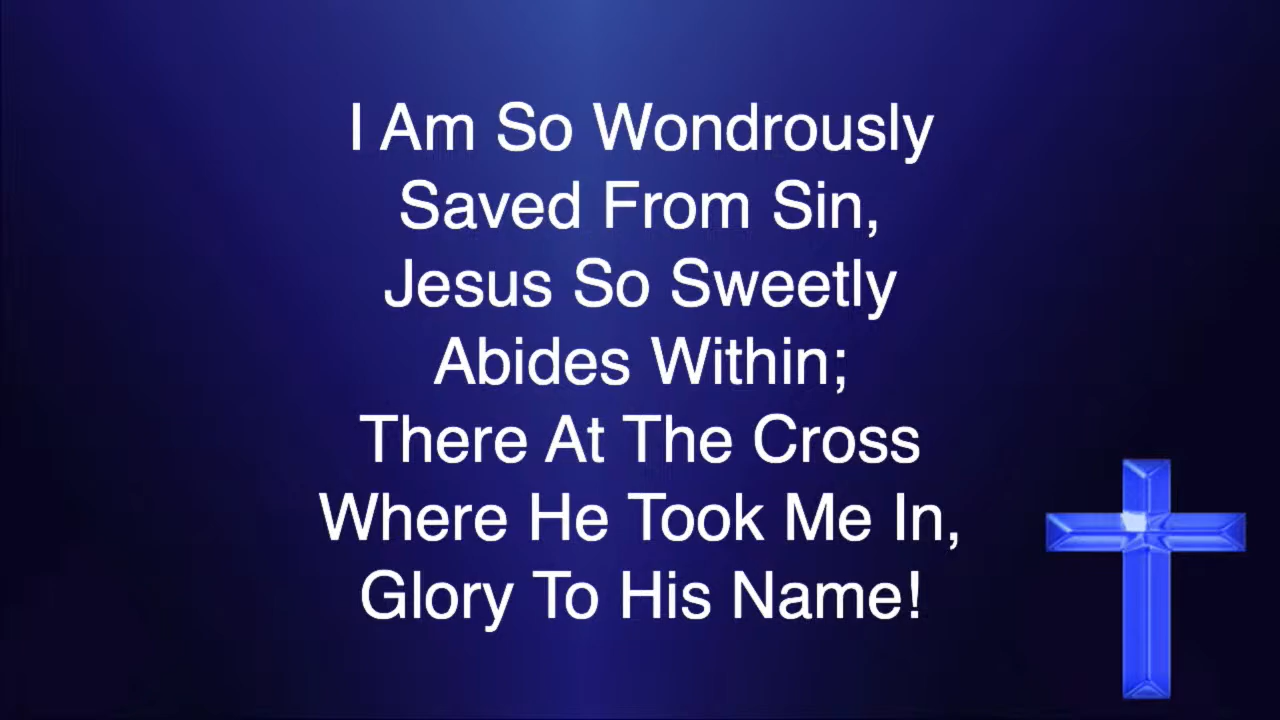 I Am So Wondrously
Saved From Sin,
Jesus So Sweetly
Abides Within;
There At The Cross
Where He Took Me In,
Glory To His Name!